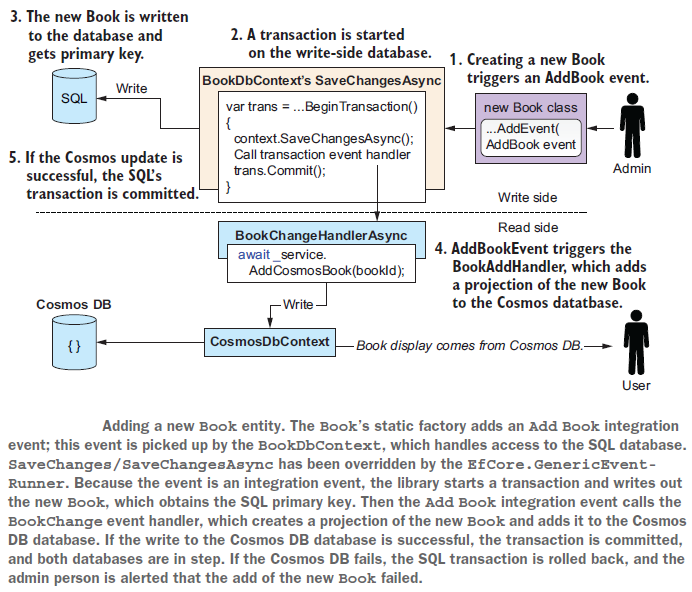 3. The new Book is written
to the database and
gets primary key.
2. A transaction is started
on the write-side database.
1. Creating a new Book
triggers an AddBook event.
SQL
Write
BookDbContext's SaveChangesAsync
var trans = ...BeginTransaction()
{
context.SaveChangesAsync();
Call transaction event handler
trans.Commit();
}
new Book class
...AddEvent(
AddBook event
Admin
5. If the Cosmos update is
successful, the SQL's
transaction is committed.
Write side
Read side
BookChangeHandlerAsync
await _service.
AddCosmosBook(bookId);
4. AddBookEvent triggers the
BookAddHandler, which adds
a projection of the new Book
to the Cosmos datatbase.
Write
Cosmos DB
{ }
CosmosDbContext
Book display comes from Cosmos DB.
User
Adding a new Book entity. The Book's static factory adds an Add Book integration
event; this event is picked up by the BookDbContext, which handles access to the SQL database.
SaveChanges/SaveChangesAsync has been overridden by the EfCore.GenericEvent-
Runner. Because the event is an integration event, the library starts a transaction and writes out
the new Book, which obtains the SQL primary key. Then the Add Book integration event calls the
BookChange event handler, which creates a projection of the new Book and adds it to the Cosmos
DB database. If the write to the Cosmos DB database is successful, the transaction is committed,
and both databases are in step. If the Cosmos DB fails, the SQL transaction is rolled back, and the
admin person is alerted that the add of the new Book failed.